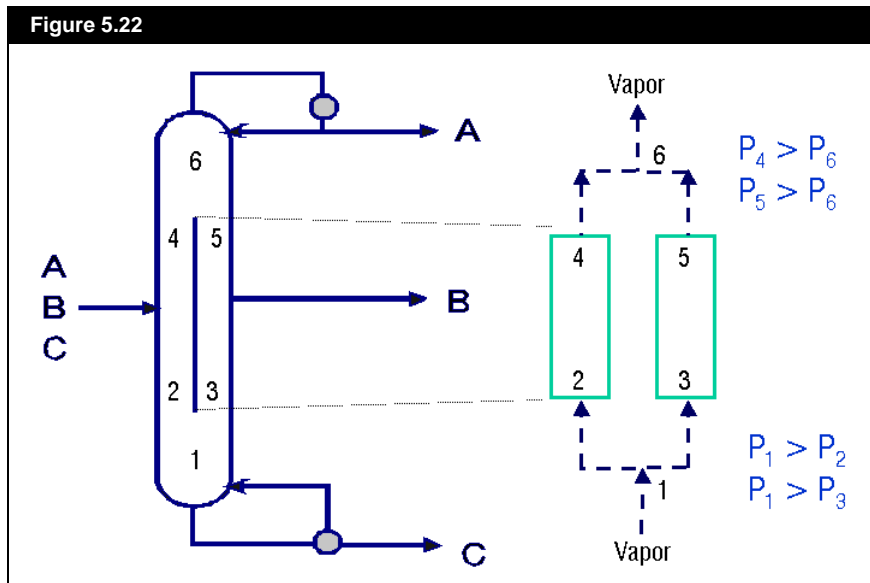 Figure 5.22
Vapor
A
6
P4 > P6
P5 > P6
6
4 5
4 5
A
B
C
B
2 3
2 3
P1 > P2
P1 > P3
1
1
Vapor
C